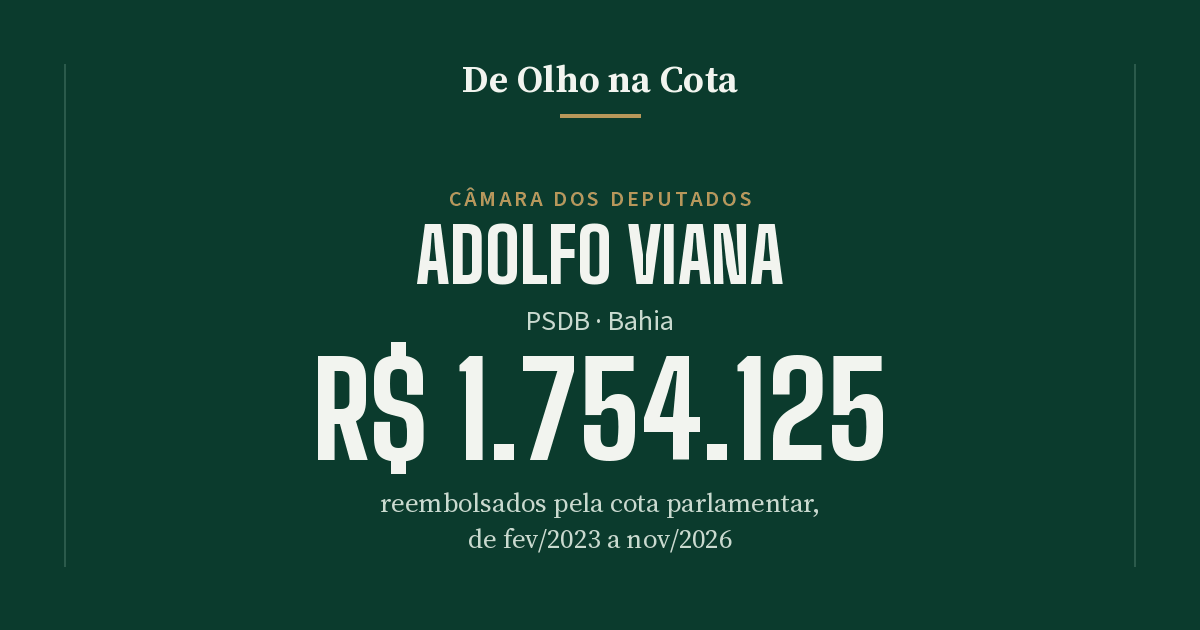 De Olho na Cota
CÂMARA DOS DEPUTADOS
ADOLFO VIANA
PSDB · Bahia
R$ 1.754.125
reembolsados pela cota parlamentar,
de fev/2023 a nov/2026